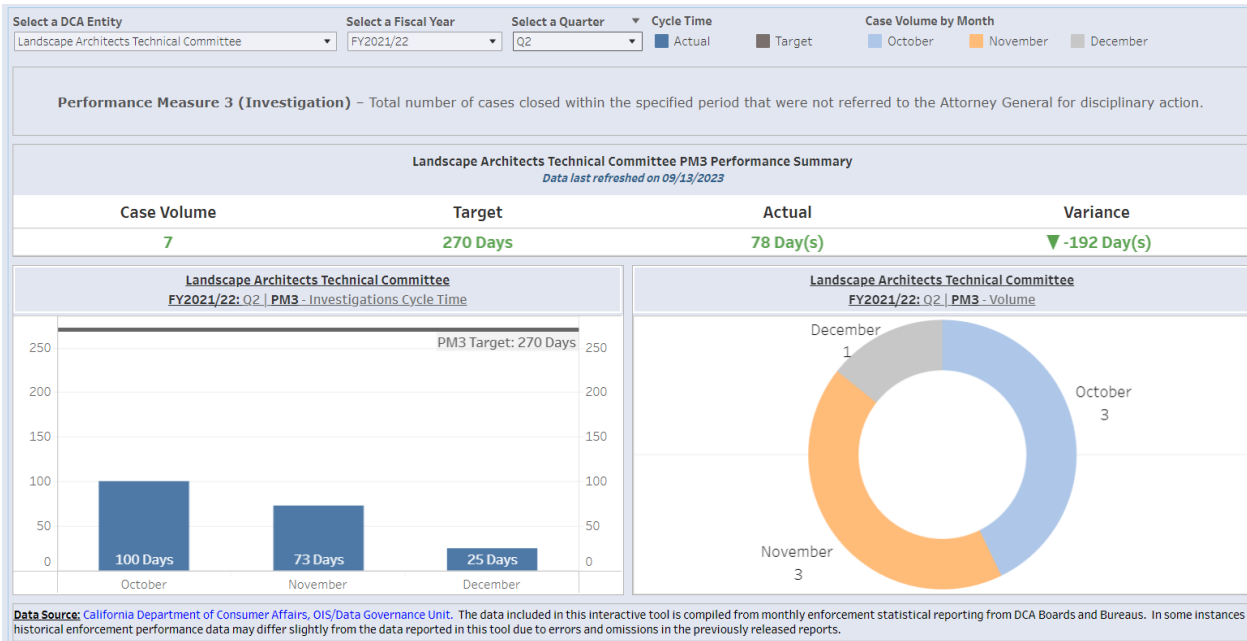 Select a DCA Entity
Select a Fiscal Year
Select a Quarter
Cycle Time
Case Volume by Month
Landscape Architects Technical Committee
FY2021/22
Q2
Actual
Target
October
November
December
Performance Measure 3 (Investigation) – Total number of cases closed within the specified period that were not referred to the Attorney General for disciplinary action.
Landscape Architects Technical Committee PM3 Performance Summary
Data last refreshed on 09/13/2023
Case Volume
Target
Actual
Variance
7
270 Days
78 Day(s)
▼ -192 Day(s)
Landscape Architects Technical Committee
FY2021/22: Q2 | PM3 - Investigations Cycle Time
PM3 Target: 270 Days
250
200
150
100
50
0
250
200
150
100
50
0
100 Days
73 Days
25 Days
October
November
December
Landscape Architects Technical Committee
FY2021/22: Q2 | PM3 - Volume
December
1
October
3
November
3
Data Source: California Department of Consumer Affairs, OIS/Data Governance Unit. The data included in this interactive tool is compiled from monthly enforcement statistical reporting from DCA Boards and Bureaus. In some instances
historical enforcement performance data may differ slightly from the data reported in this tool due to errors and omissions in the previously released reports.